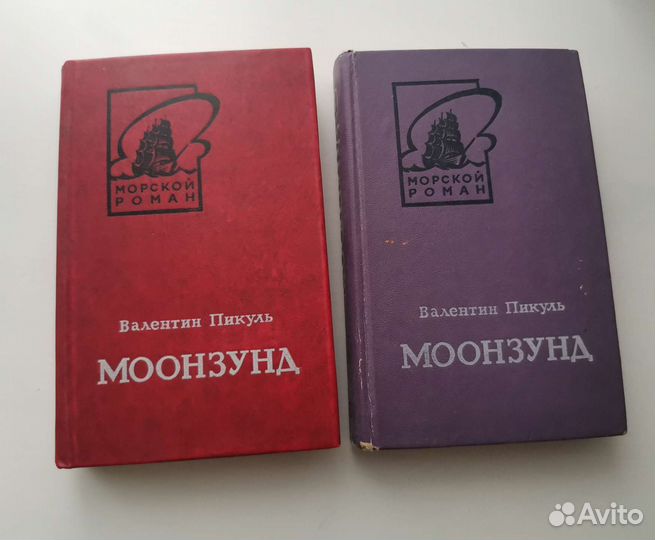 МОРСКОЙ
РОМАН
Валентин Пикуль
МООНЗУНД
МОРСКОЙ
РОМАН
Валентин Пикуль
МООНЗУНД
Avito